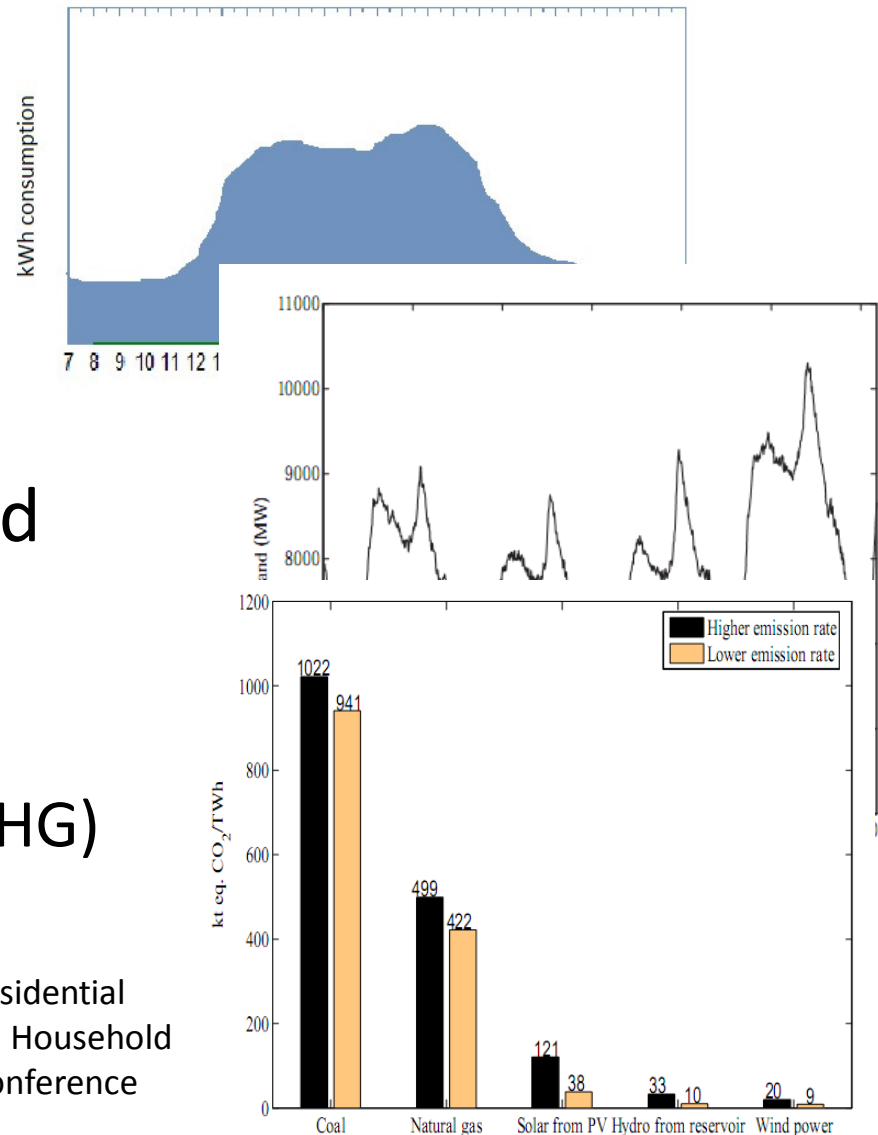 kWh consumption
7 8 9 10 11 12 1
11000
10000
9000
8000
and (MW)
d
HG)
sidential
Household
onference
1200
1000
800
600
400
200
0
kt eq. CO₂/TWh
Higher emission rate
Lower emission rate
1022
941
499
422
121
38
33
10
20
9
Coal Natural gas Solar from PV Hydro from reservoir Wind power